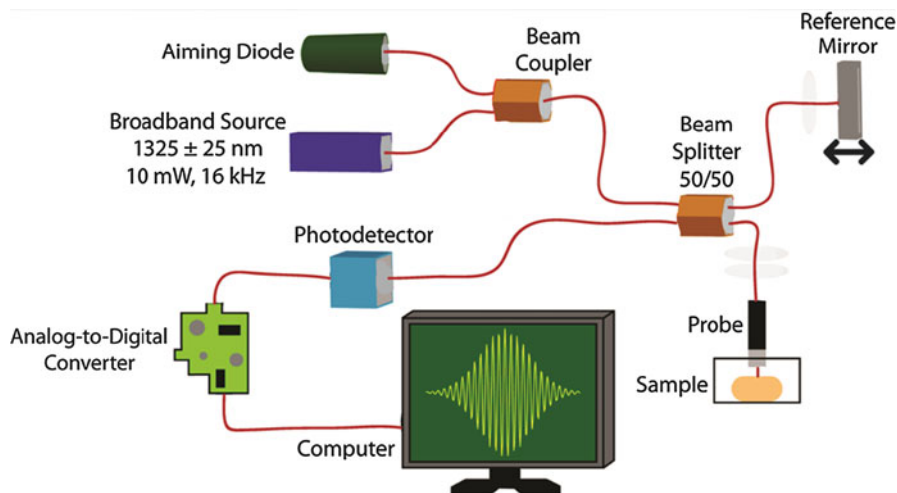 Aiming Diode
Beam
Coupler
Reference
Mirror
Broadband Source
1325 ± 25 nm
10 mW, 16 kHz
Beam
Splitter
50/50
Photodetector
Analog-to-Digital
Converter
Probe
Sample
Computer